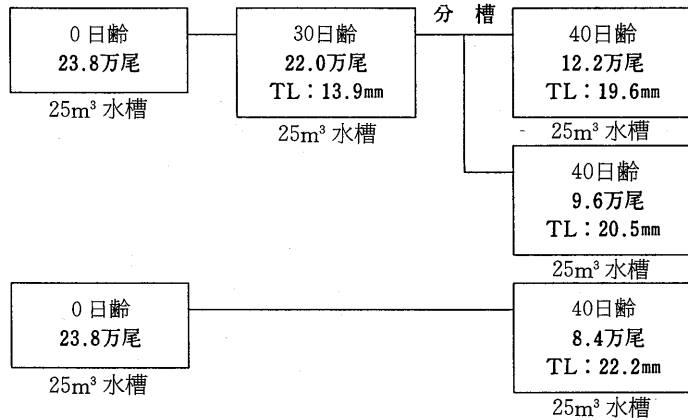 分 槽
0日齢
23.8万尾
25m³ 水槽
30日齢
22.0万尾
TL：13.9mm
25m³ 水槽
40日齢
12.2万尾
TL：19.6mm
25m³ 水槽
40日齢
9.6万尾
TL：20.5mm
25m³ 水槽
0日齢
23.8万尾
25m³ 水槽
40日齢
8.4万尾
TL：22.2mm
25m³ 水槽